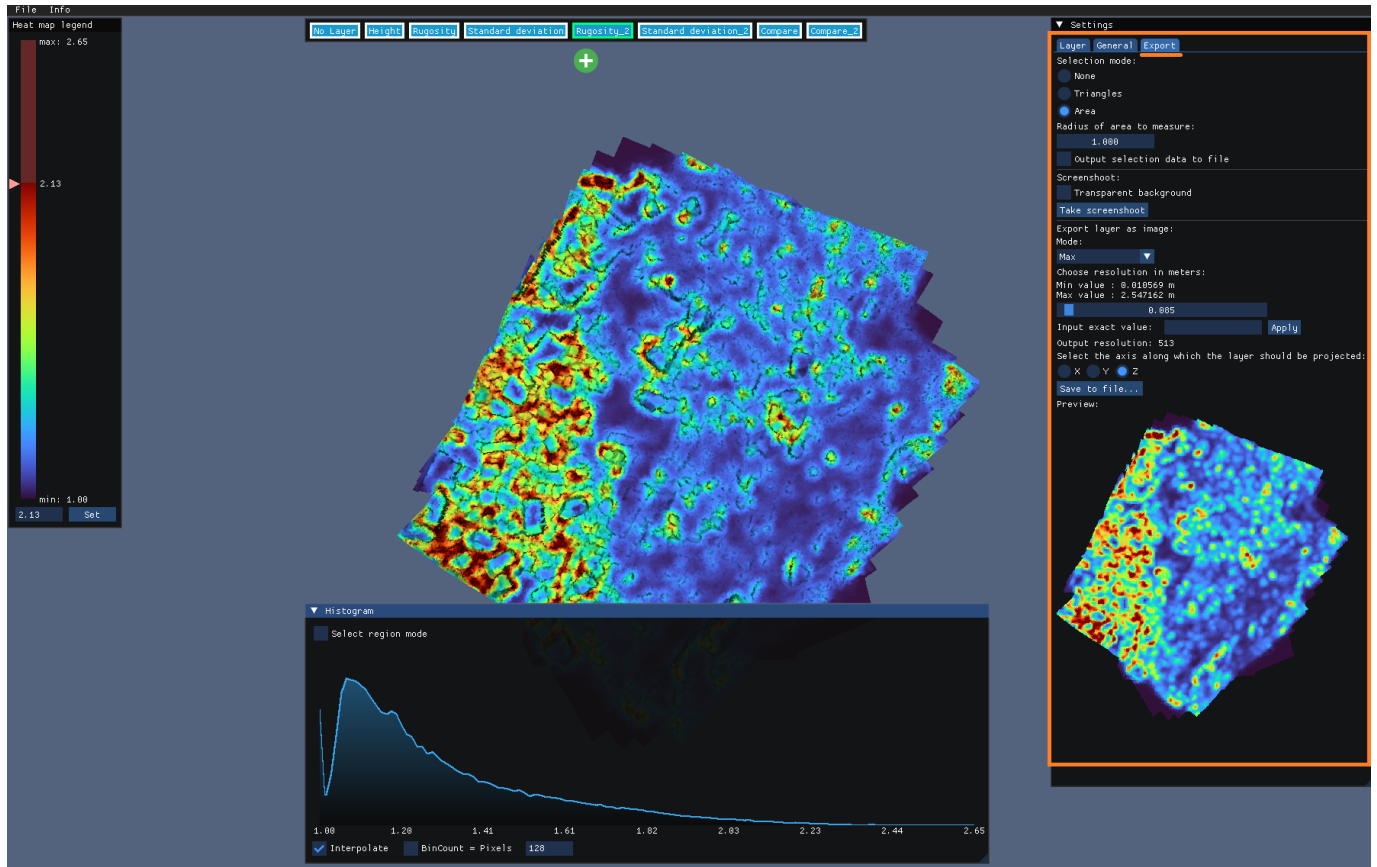 File Info
Heat map legend
max: 2.65
2.13
min: 1.00
2.13 Set
No Layer Height Rugosity Standard deviation Rugosity_2 Standard deviation_2 Compare Compare_2
Histogram
Select region mode
1.00 1.20 1.41 1.61 1.82 2.03 2.23 2.44 2.65
Interpolate BinCount = Pixels 128
Settings
Layer General Export
Selection mode:
None
Triangles
Area
Radius of area to measure:
1.000
Output selection data to file
Screenshoot:
Transparent background
Take screenshoot
Export layer as image:
Mode:
Max
Choose resolution in meters:
Min value : 0.010569 m
Max value : 2.547162 m
0.085
Input exact value: Apply
Output resolution: 513
Select the axis along which the layer should be projected:
X Y Z
Save to file...
Preview: